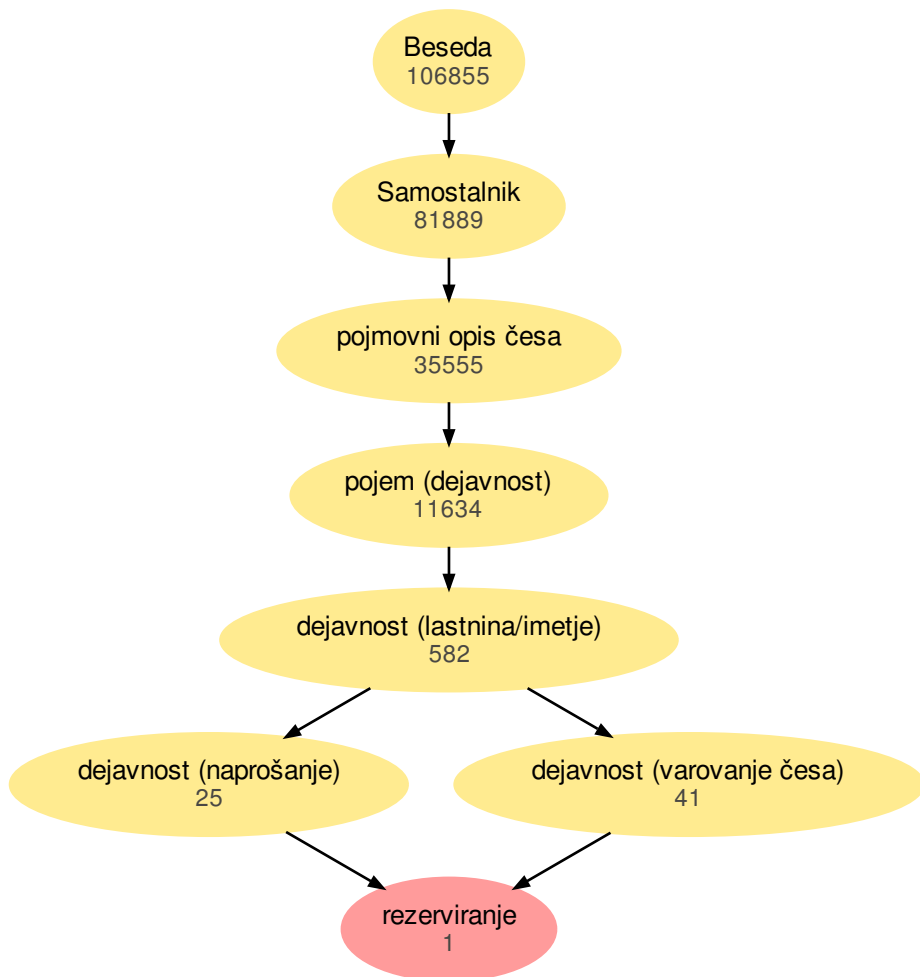 Beseda
106855
Samostalnik
81889
pojmovni opis česa
35555
pojem (dejavnost)
11634
dejavnost (lastnina/imetje)
582
dejavnost (naprošanje)
25
dejavnost (varovanje česa)
41
rezerviranje
1